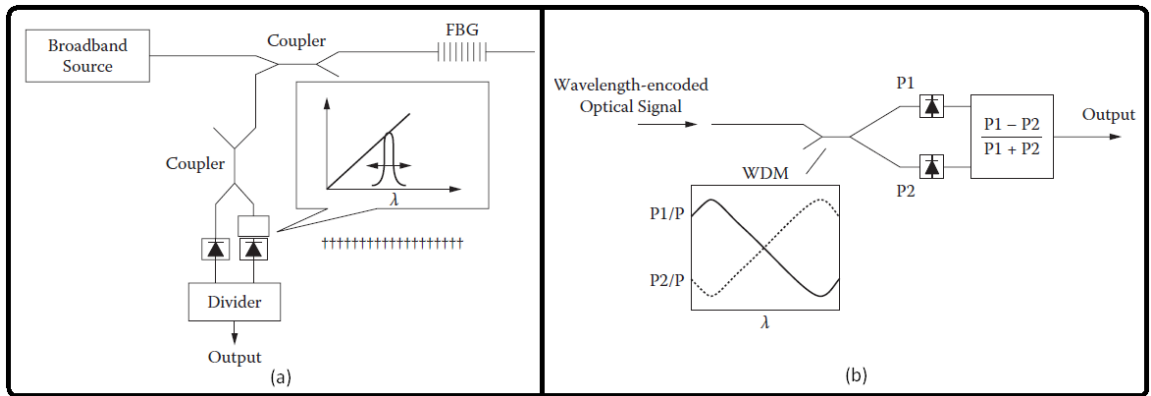 Broadband
Source
Coupler
FBG
Coupler
λ
††††††††††††††††††††
Divider
Output
(a)
Wavelength-encoded
Optical Signal
P1
P2
P1 – P2
P1 + P2
Output
WDM
P1/P
P2/P
λ
(b)